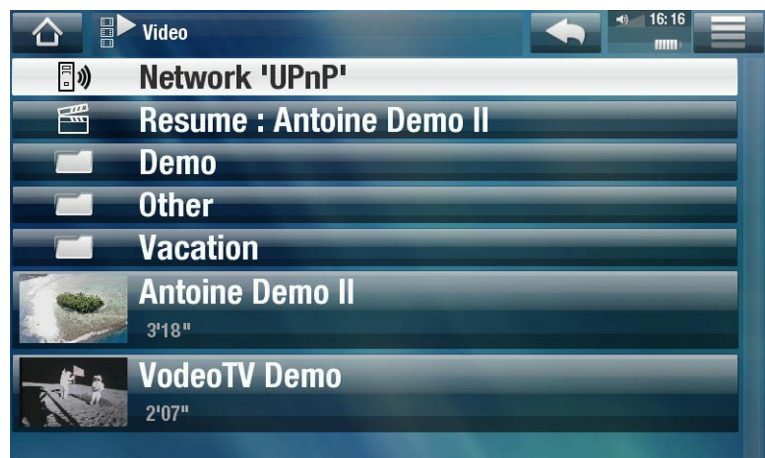 Video
16:16
Network 'UPnP'
Resume : Antoine Demo II
Demo
Other
Vacation
Antoine Demo II
3'18"
VodeoTV Demo
2'07"